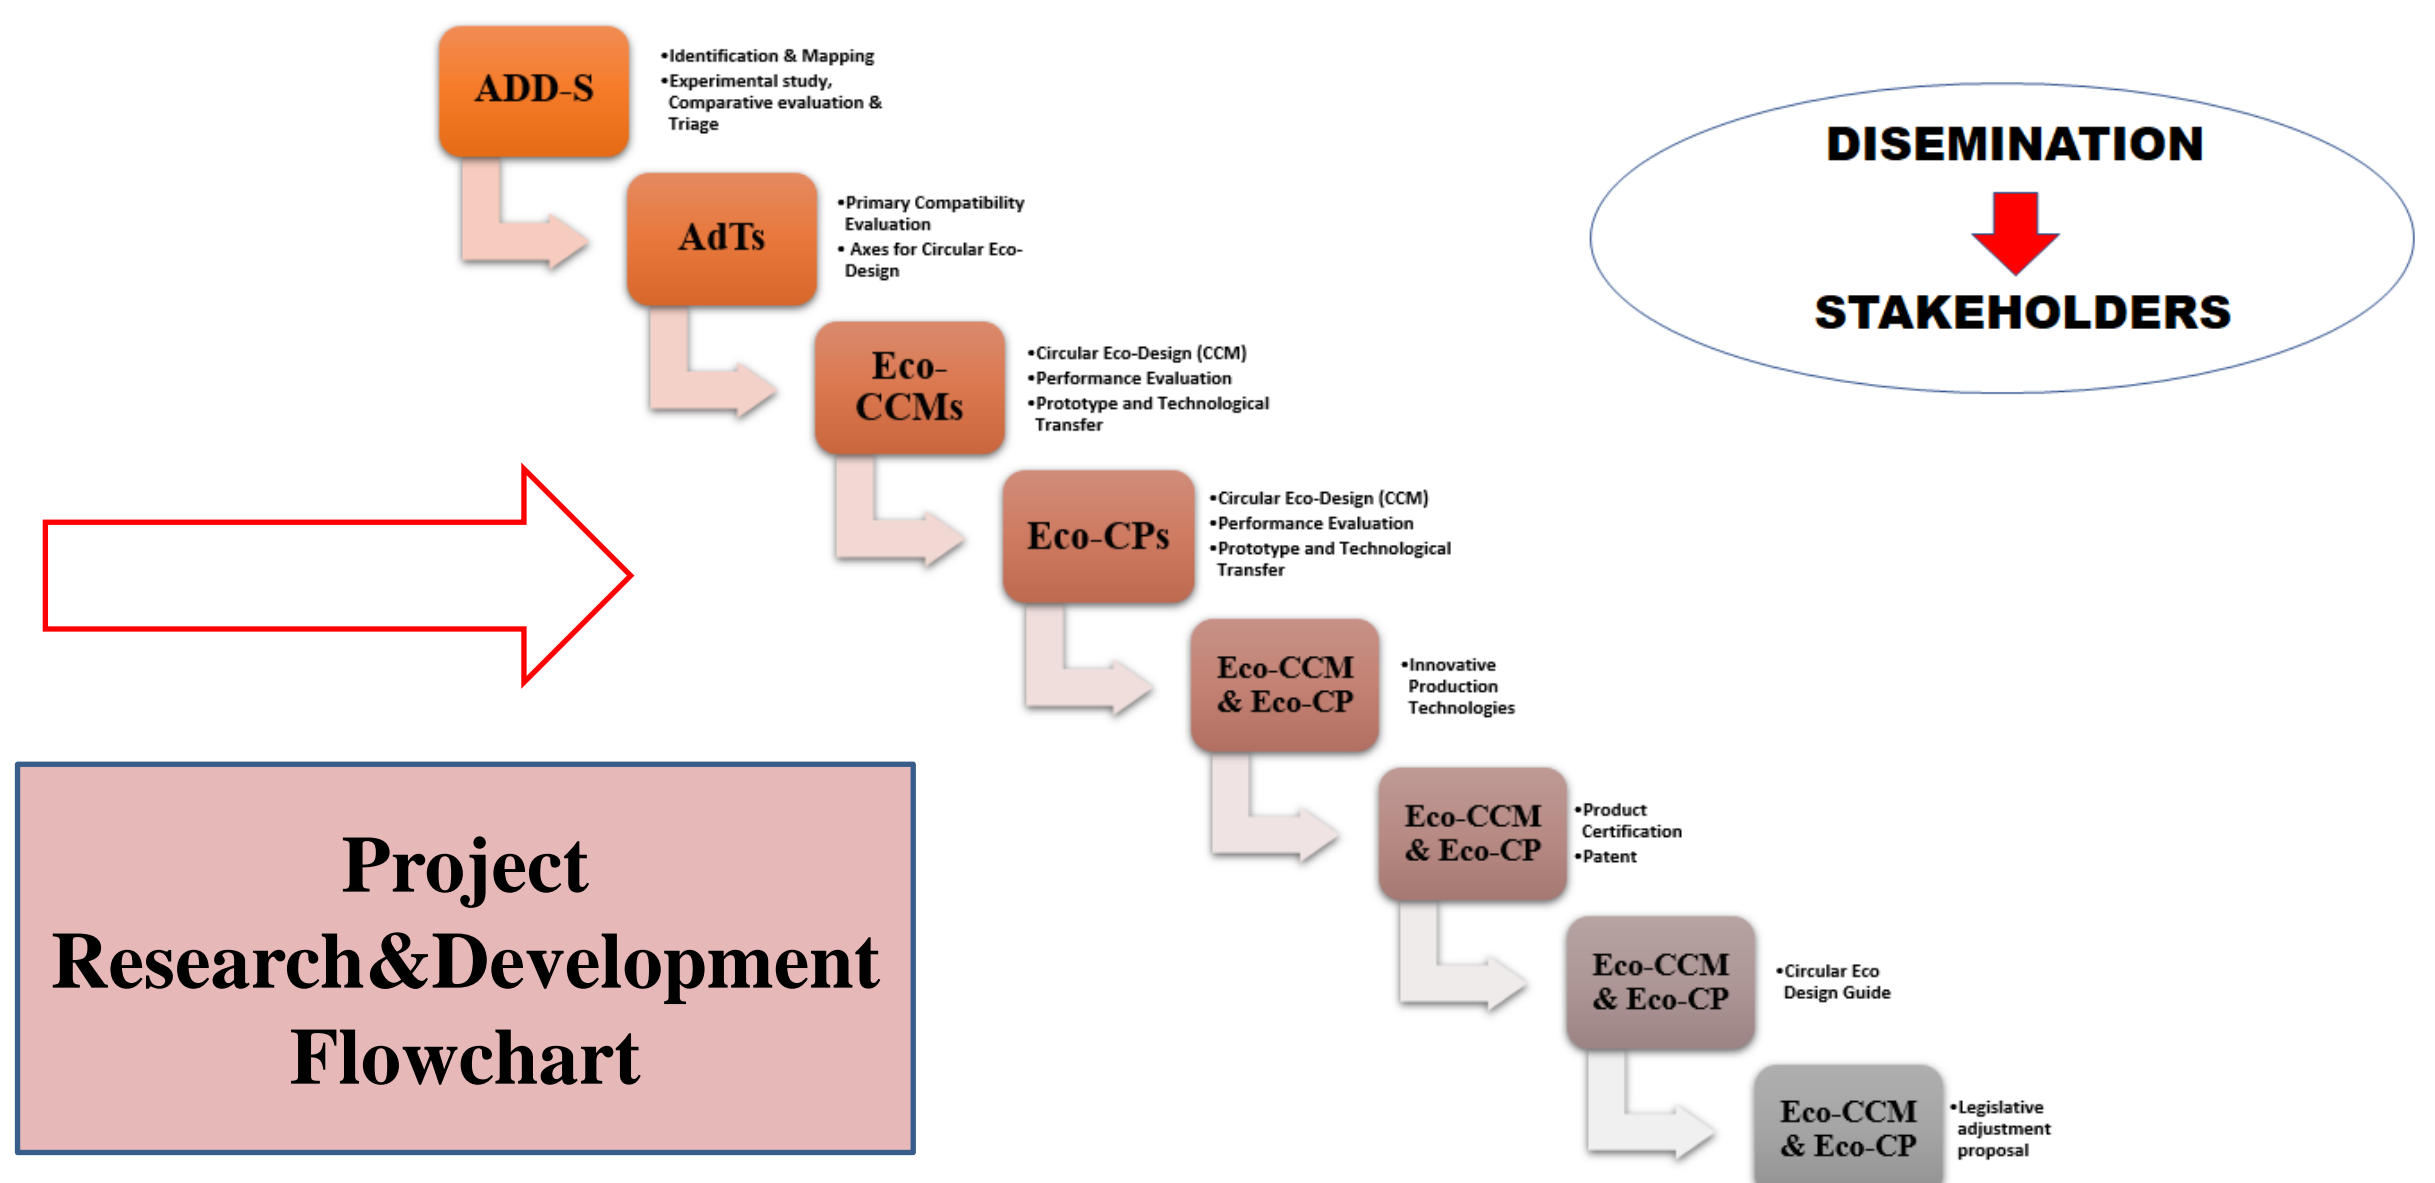 ADD-S
•Identification & Mapping
•Experimental study,
Comparative evaluation &
Triage
AdTs
•Primary Compatibility
Evaluation
• Axes for Circular Eco-
Design
Eco-
CCMs
•Circular Eco-Design (CCM)
•Performance Evaluation
•Prototype and Technological
Transfer
Eco-CPs
•Circular Eco-Design (CCM)
•Performance Evaluation
•Prototype and Technological
Transfer
Eco-CCM
& Eco-CP
•Innovative
Production
Technologies
Eco-CCM
& Eco-CP
•Product
Certification
•Patent
Eco-CCM
& Eco-CP
•Circular Eco
Design Guide
Eco-CCM
& Eco-CP
•Legislative
adjustment
proposal
DISEMINATION
STAKEHOLDERS
Project
Research&Development
Flowchart